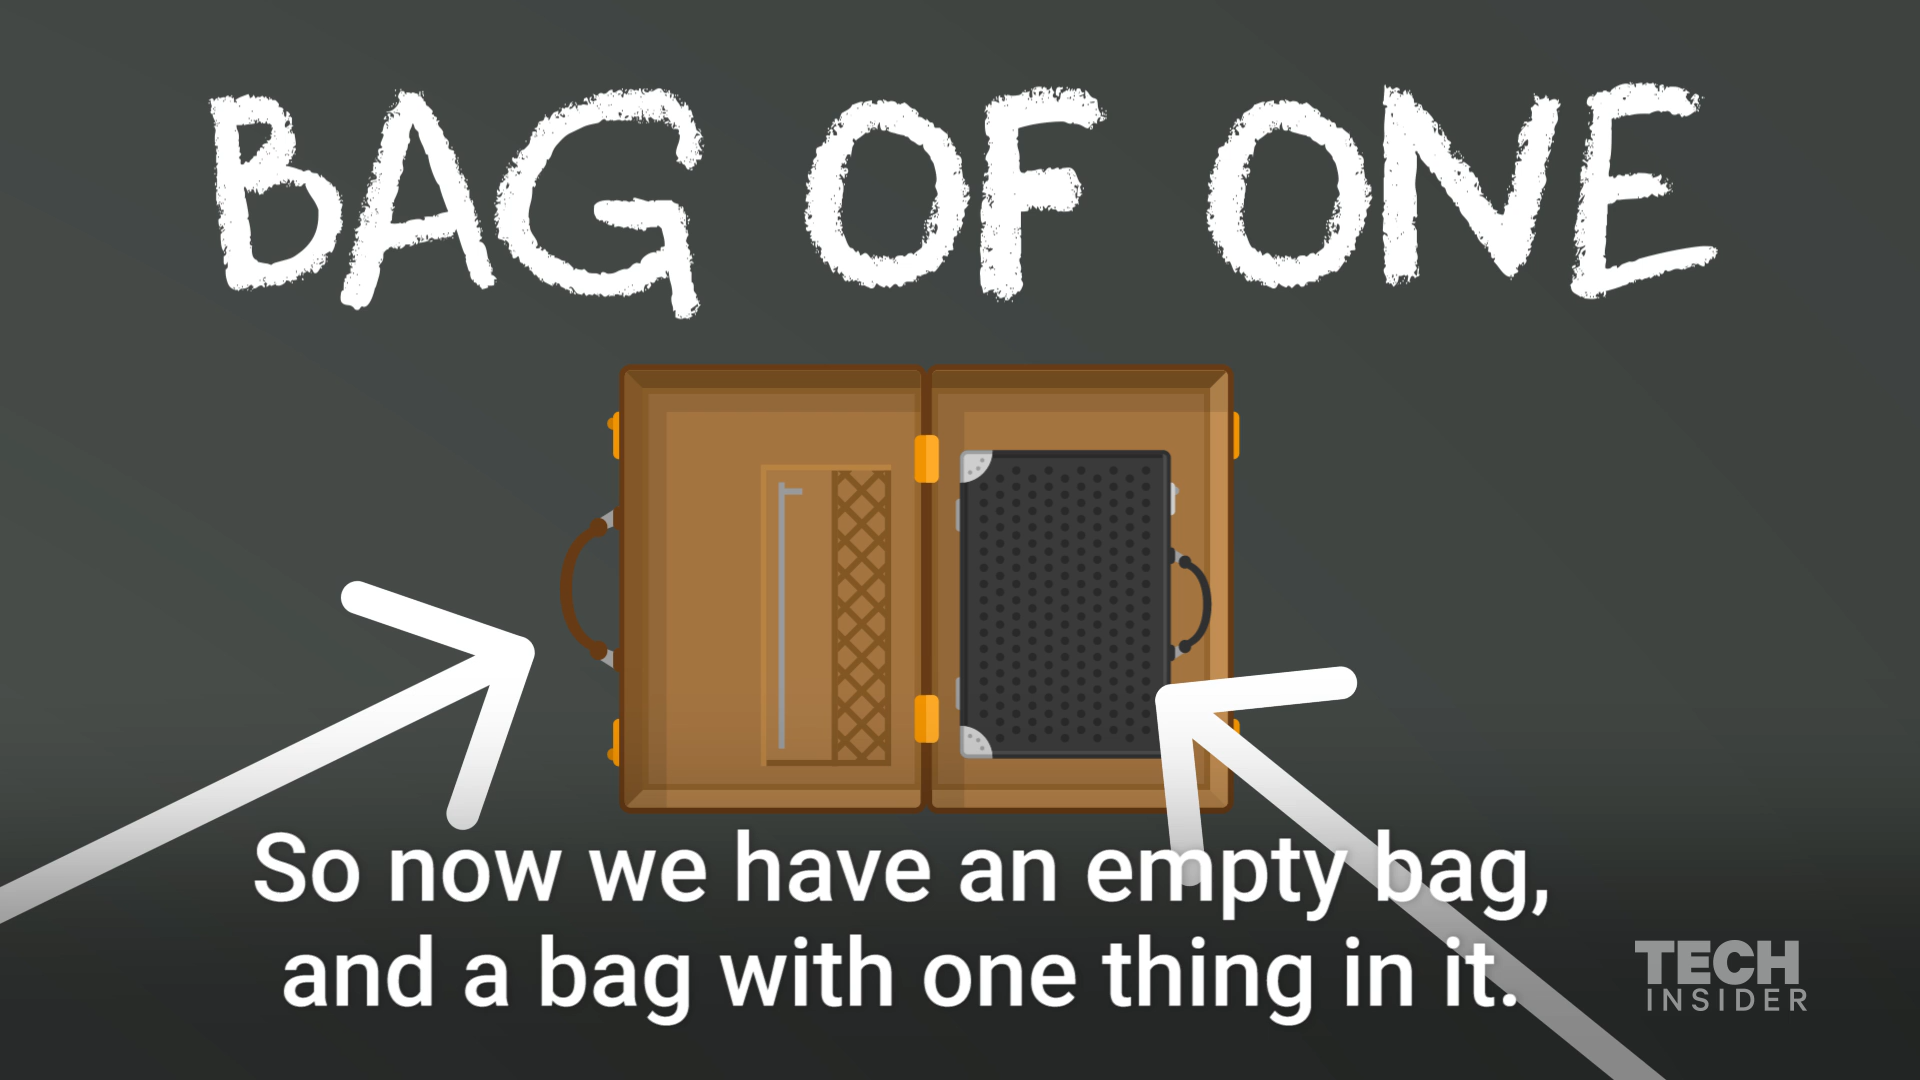 BAG OF ONE
So now we have an empty bag,
and a bag with one thing in it.
TECH
INSIDER